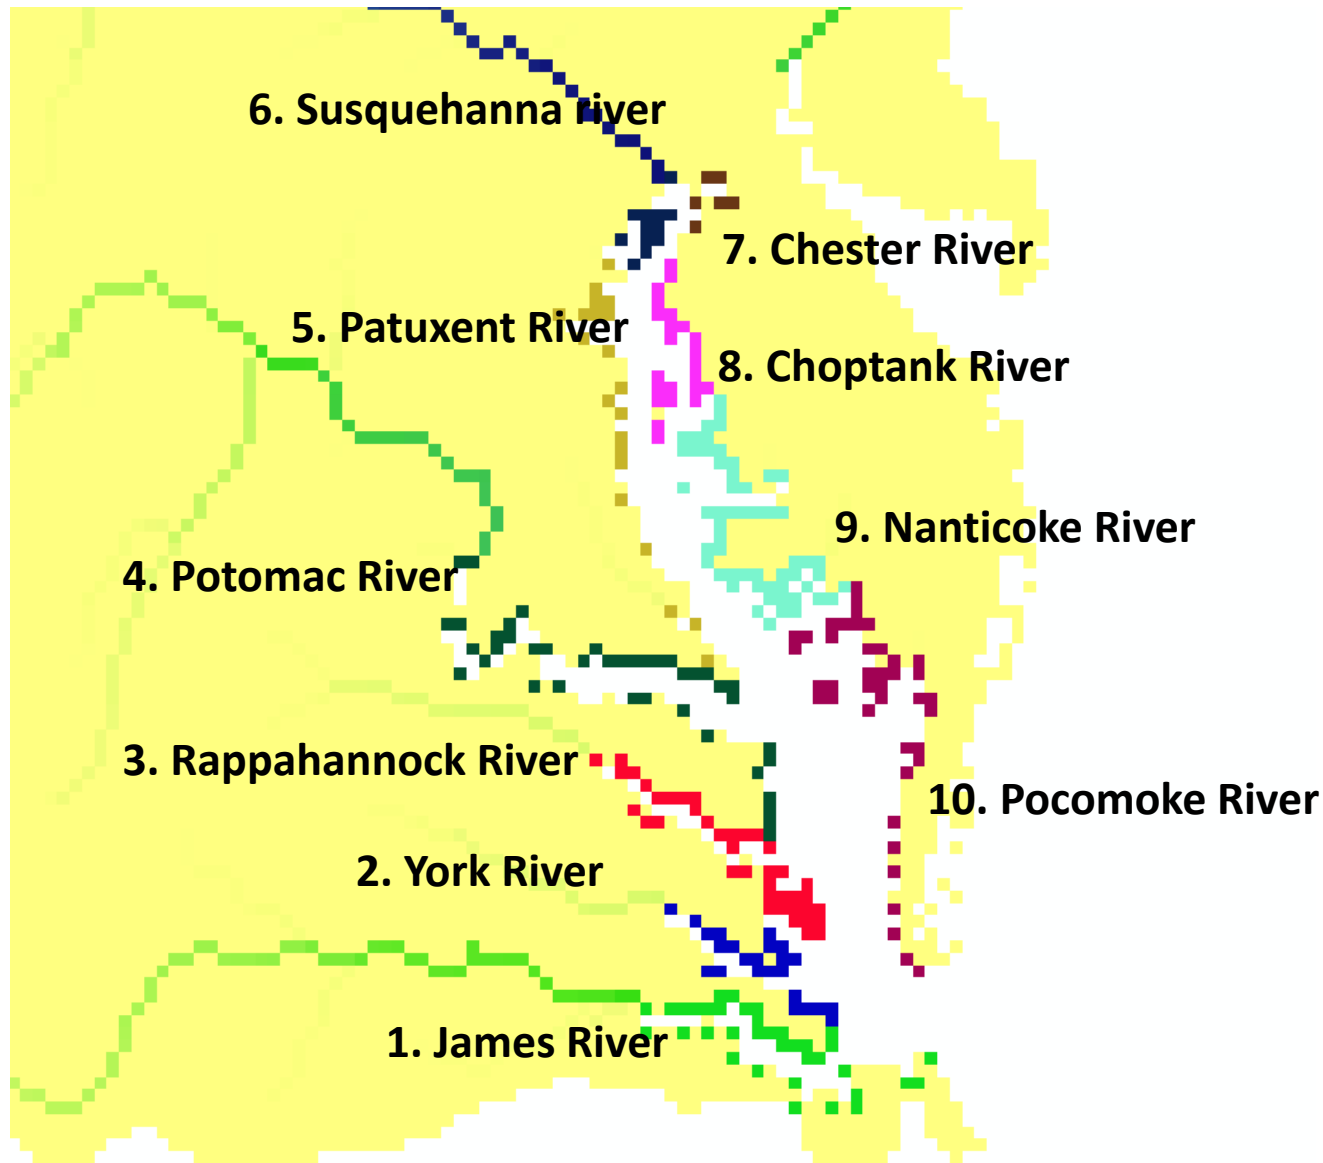 6. Susquehanna river
7. Chester River
5. Patuxent River
8. Choptank River
9. Nanticoke River
4. Potomac River
3. Rappahannock River
10. Pocomoke River
2. York River
1. James River